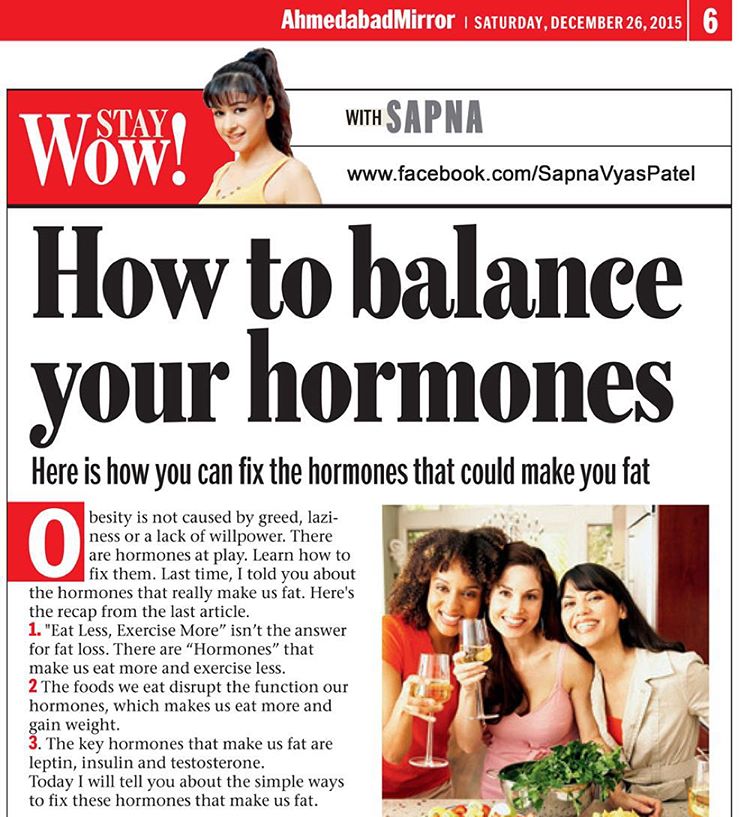 AhmedabadMirror | SATURDAY, DECEMBER 26, 2015 6
STAY
WOW!
WITH SAPNA
www.facebook.com/SapnaVyasPatel
How to balance
your hormones
Here is how you can fix the hormones that could make you fat
Obesity is not caused by greed, lazi-
ness or a lack of willpower. There
are hormones at play. Learn how to
fix them. Last time, I told you about
the hormones that really make us fat. Here's
the recap from the last article.
1. "Eat Less, Exercise More” isn’t the answer
for fat loss. There are “Hormones” that
make us eat more and exercise less.
2 The foods we eat disrupt the function our
hormones, which makes us eat more and
gain weight.
3. The key hormones that make us fat are
leptin, insulin and testosterone.
Today I will tell you about the simple ways
to fix these hormones that make us fat.